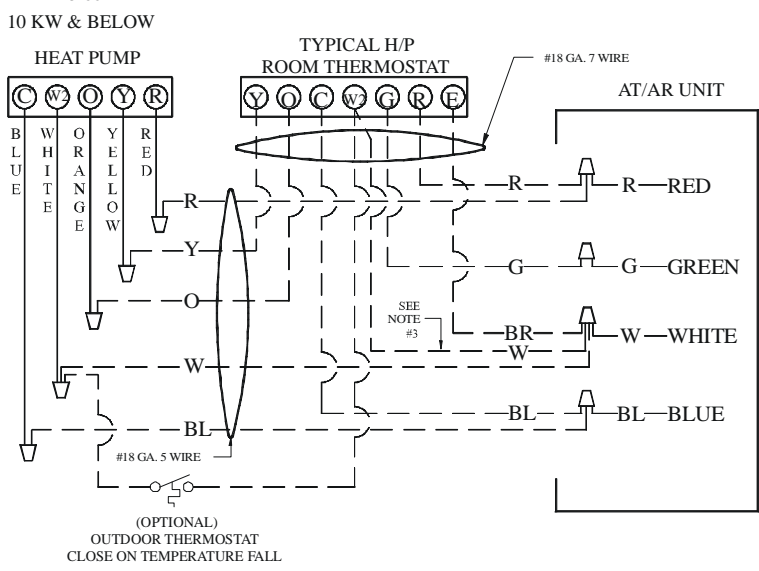 10 KW & BELOW
HEAT PUMP
TYPICAL H/P
ROOM THERMOSTAT
#18 GA. 7 WIRE
AT/AR UNIT
C W2 O Y R
Y O C W2 G R E
BLUE
WHITE
ORANGE
YELLOW
RED
R
R
R
RED
Y
G
G
GREEN
O
SEE
NOTE
#3
BR
W
WHITE
W
W
BL
BL
BLUE
BL
#18 GA. 5 WIRE
(OPTIONAL)
OUTDOOR THERMOSTAT
CLOSE ON TEMPERATURE FALL